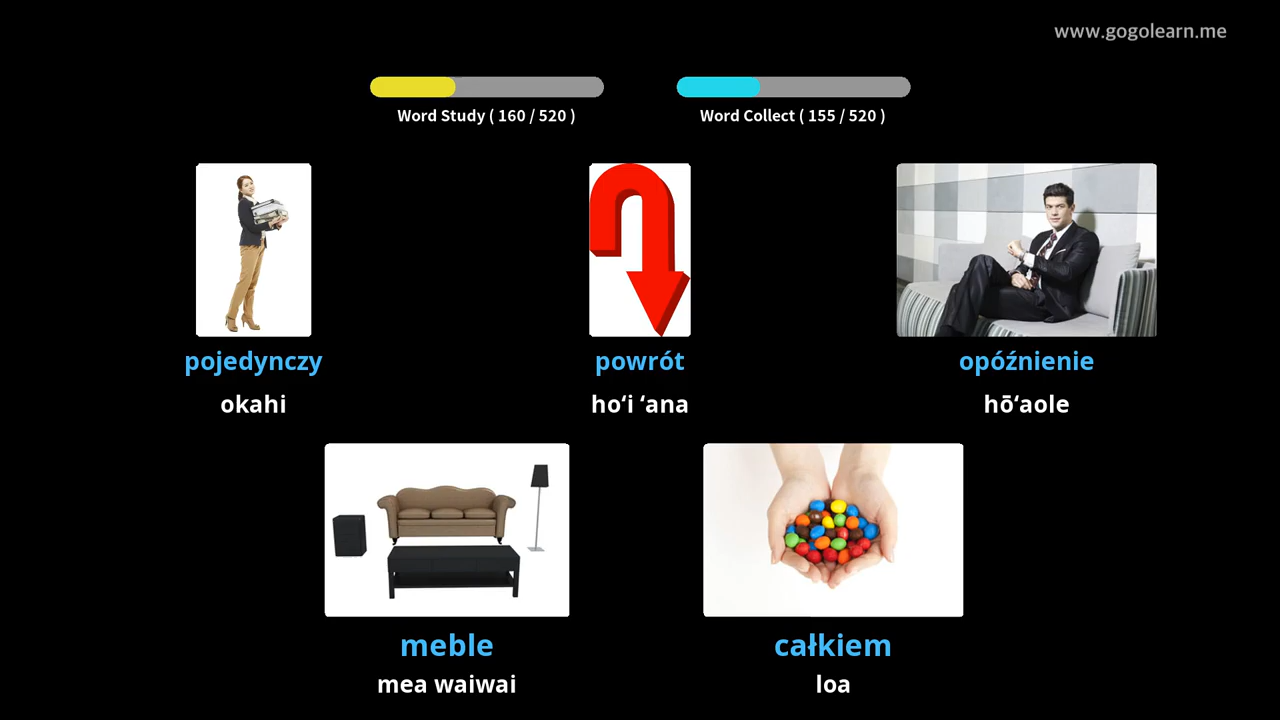 www.gogolearn.me
Word Study ( 160 / 520 )
Word Collect ( 155 / 520 )
pojedynczy
okahi
powrót
hoʻi ʻana
opóźnienie
hōʻaole
meble
mea waiwai
całkiem
loa